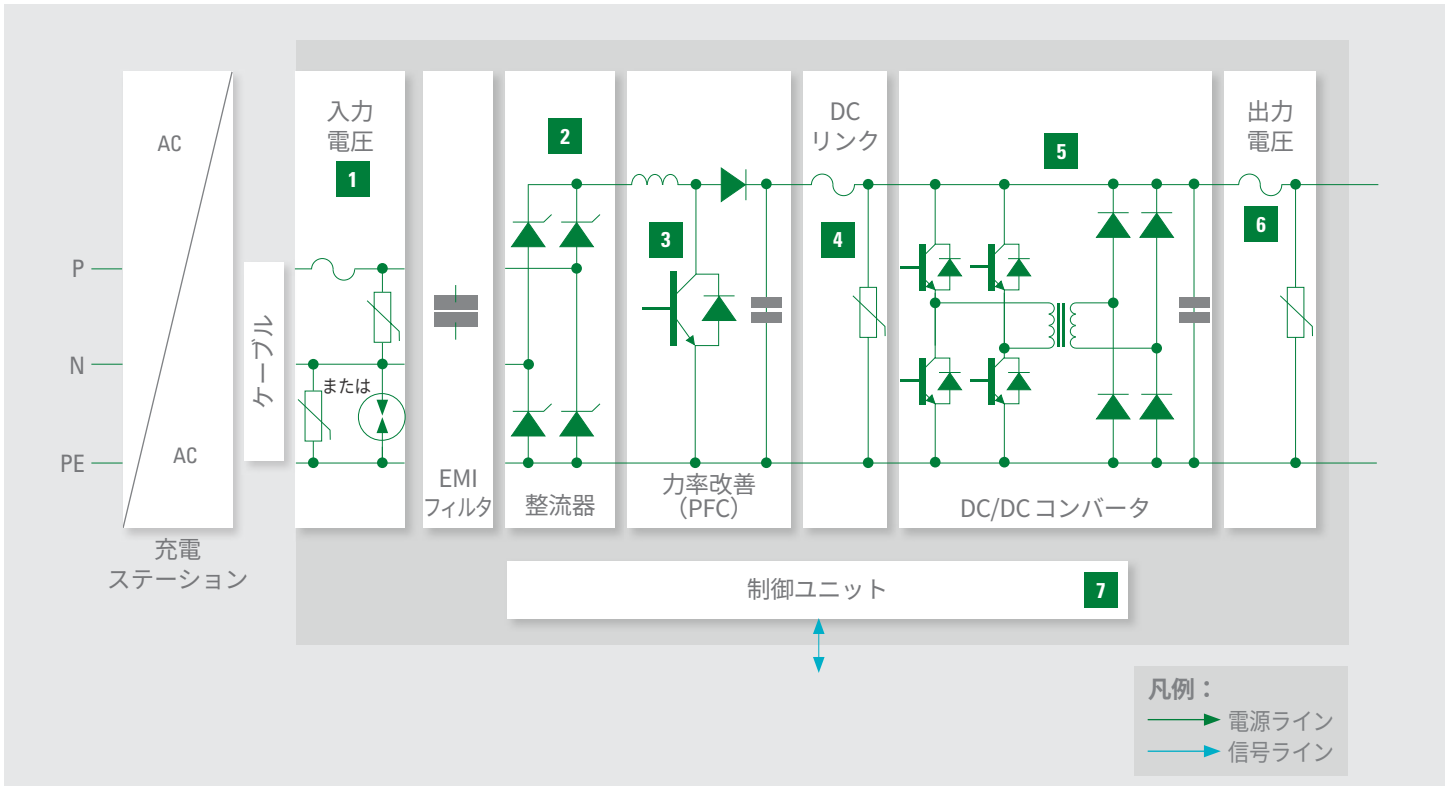 AC
AC
充電
ステーション
P
N
PE
ケーブル
入力
電圧
1
または
EMI
フィルタ
2
整流器
3
力率改善
（PFC）
DC
リンク
4
5
DC/DC コンバータ
出力
電圧
6
制御ユニット
7
凡例：
電源ライン
信号ライン